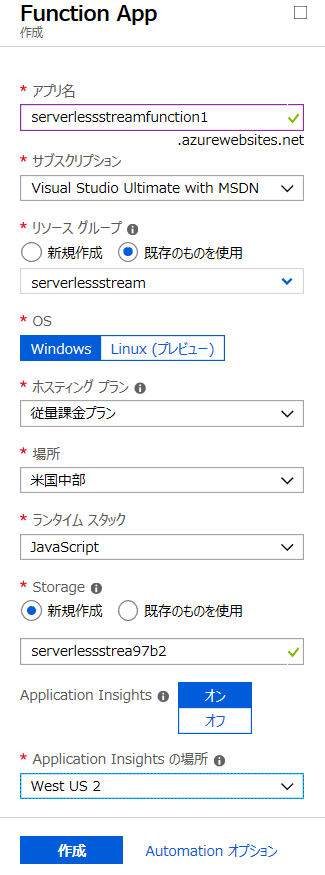 Function App
作成
* アプリ名
serverlessstreamfunction1
.azurewebsites.net
* サブスクリプション
Visual Studio Ultimate with MSDN
* リソース グループ
新規作成 既存のものを使用
serverlessstream
* OS
Windows Linux (プレビュー)
* ホスティング プラン
従量課金プラン
* 場所
米国中部
* ランタイム スタック
JavaScript
* Storage
新規作成 既存のものを使用
serverlessstrea97b2
Application Insights オン
オフ
* Application Insights の場所
West US 2
作成 Automation オプション